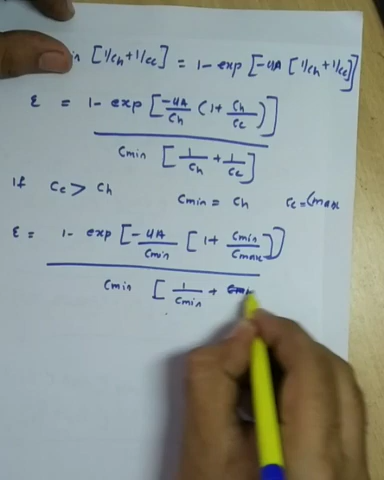 in [1/Ch+1/Cc] = 1- exp[-UA [1/Ch+1/Cc]]
ε = 1- exp[-UA/Ch (1+ Ch/Cc)]
Cmin [1/Ch + 1/Cc]
If Cc > Ch Cmin = Ch Cc = Cmax
ε = 1- exp[-UA/Cmin [1+ Cmin/Cmax]]
Cmin [1/Cmin +